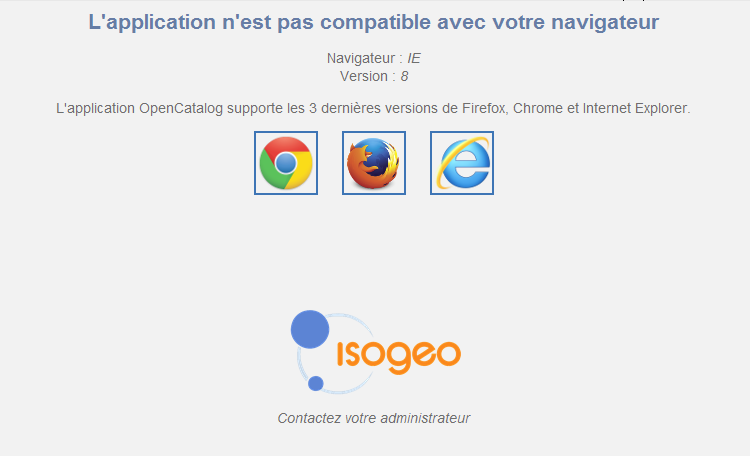 L'application n'est pas compatible avec votre navigateur
Navigateur : IE
Version : 8
L'application OpenCatalog supporte les 3 dernières versions de Firefox, Chrome et Internet Explorer.
Isogeo
Contactez votre administrateur